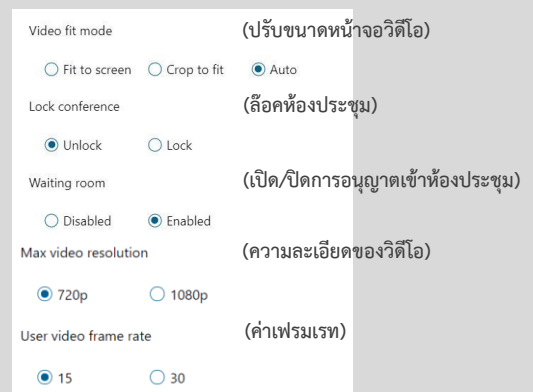 Video fit mode (ปรับขนาดหน้าจอวิดีโอ)
Fit to screen Crop to fit Auto
Lock conference (ล๊อคห้องประชุม)
Unlock Lock
Waiting room (เปิด/ปิดการอนุญาตเข้าห้องประชุม)
Disabled Enabled
Max video resolution (ความละเอียดของวิดีโอ)
720p 1080p
User video frame rate (ค่าเฟรมเรท)
15 30